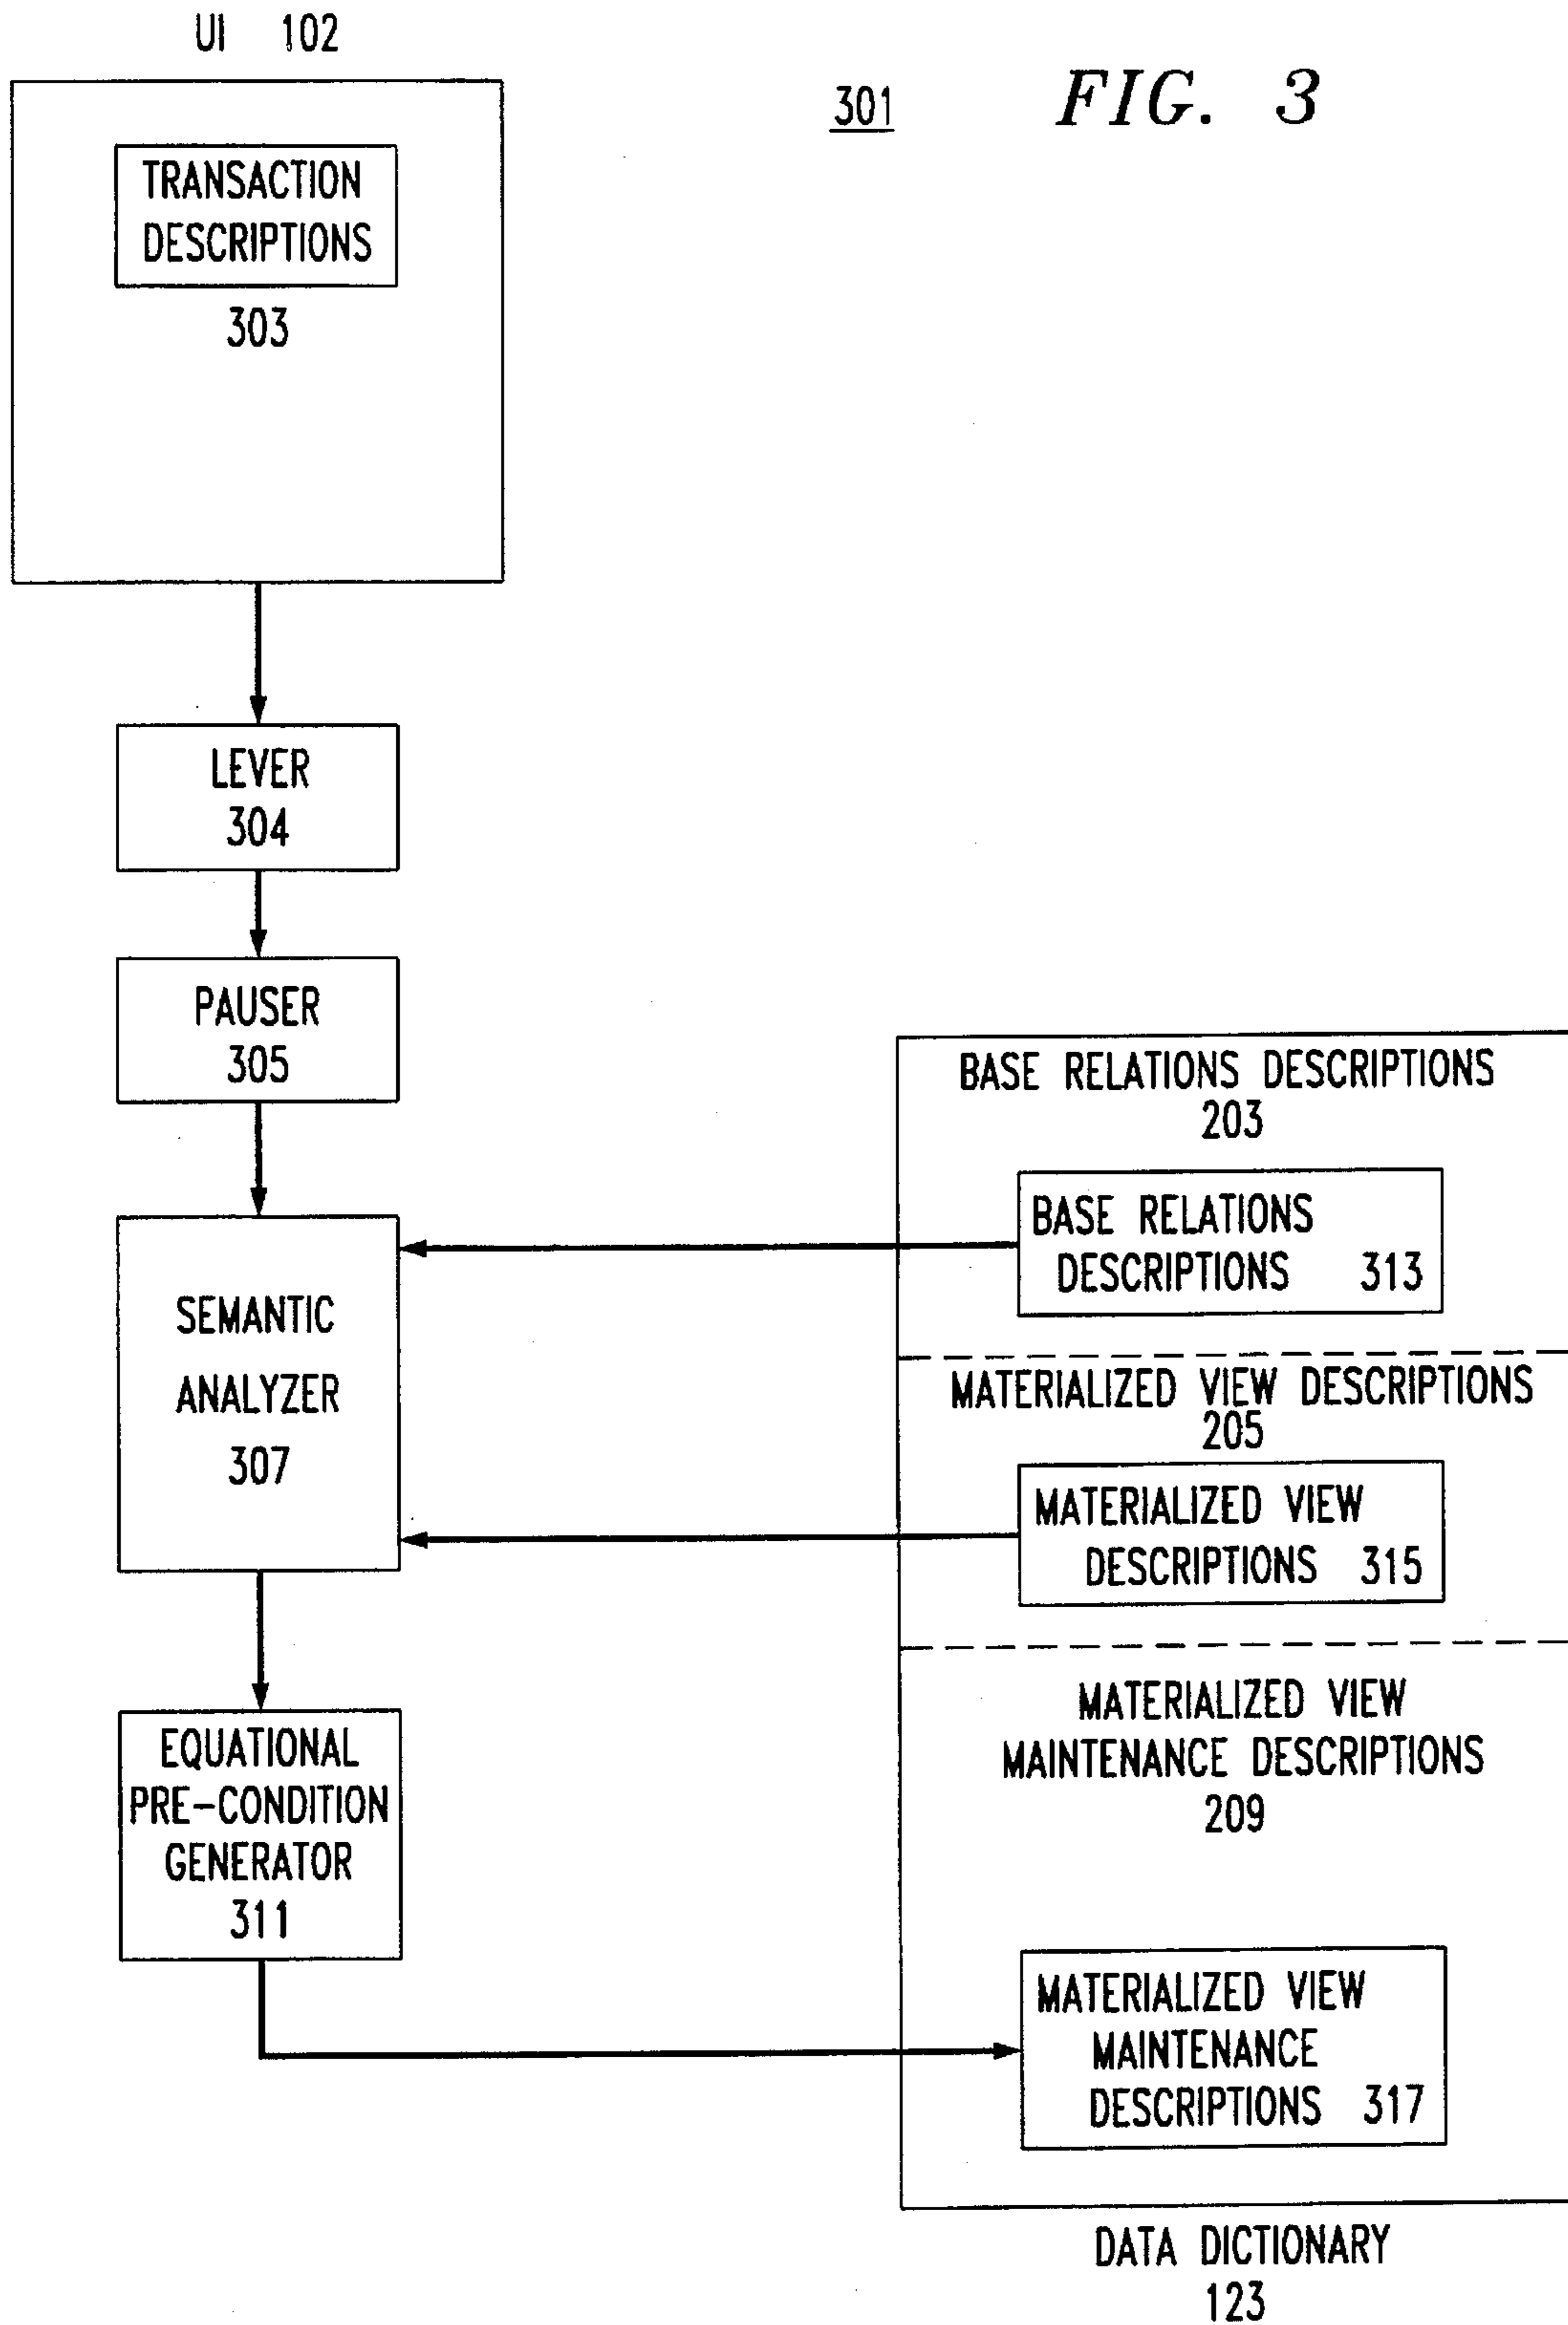 UI 102
301 FIG. 3
TRANSACTION
DESCRIPTIONS
303
LEVER
304
PAUSER
305
SEMANTIC
ANALYZER
307
EQUATIONAL
PRE-CONDITION
GENERATOR
311
BASE RELATIONS DESCRIPTIONS
203
BASE RELATIONS
DESCRIPTIONS 313
MATERIALIZED VIEW DESCRIPTIONS
205
MATERIALIZED VIEW
DESCRIPTIONS 315
MATERIALIZED VIEW
MAINTENANCE DESCRIPTIONS
209
MATERIALIZED VIEW
MAINTENANCE
DESCRIPTIONS 317
DATA DICTIONARY
123